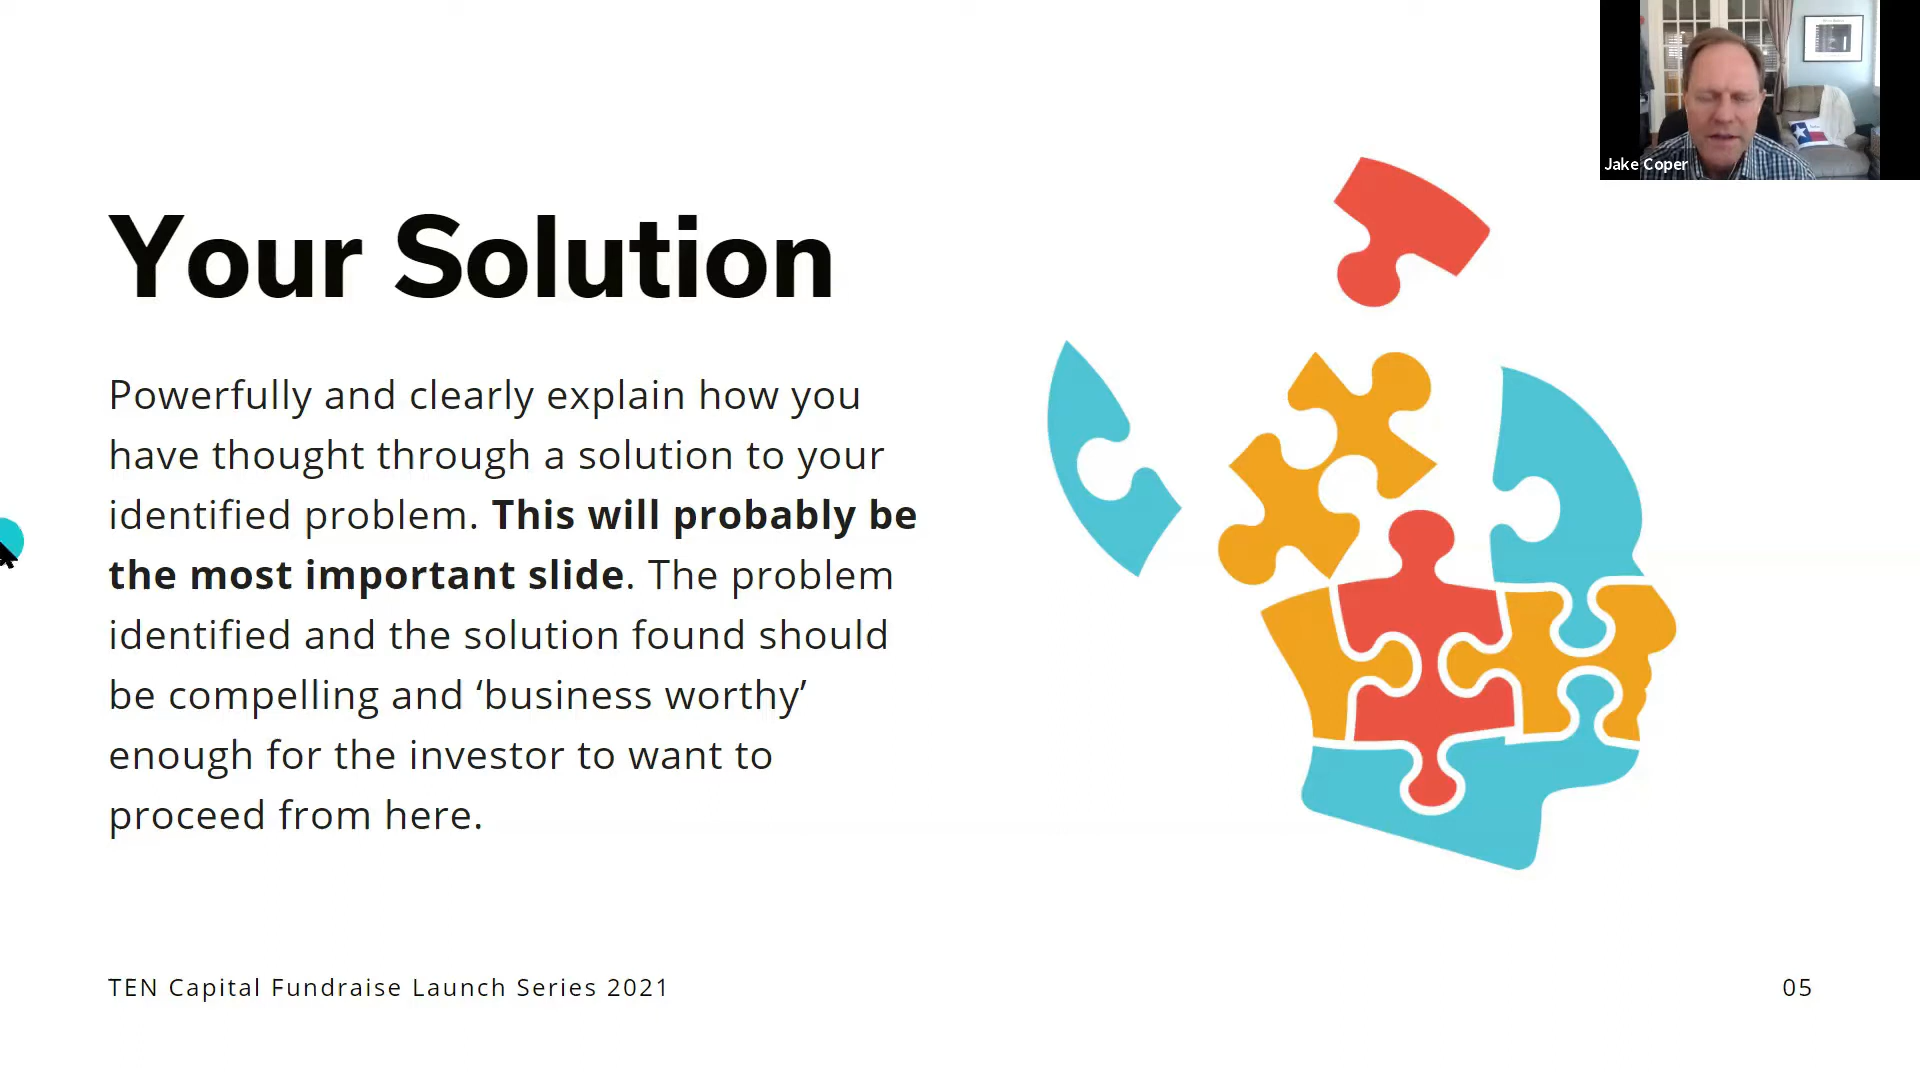 Jake Coper
Your Solution
Powerfully and clearly explain how you
have thought through a solution to your
identified problem. This will probably be
the most important slide. The problem
identified and the solution found should
be compelling and ‘business worthy’
enough for the investor to want to
proceed from here.
TEN Capital Fundraise Launch Series 2021
05